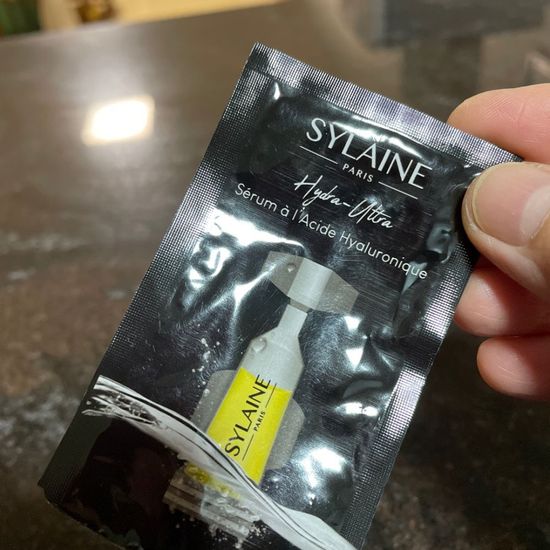 SYLAINE
PARIS
Hydra-Ultra
Sérum à l'Acide Hyaluronique
SYLAINE
PARIS